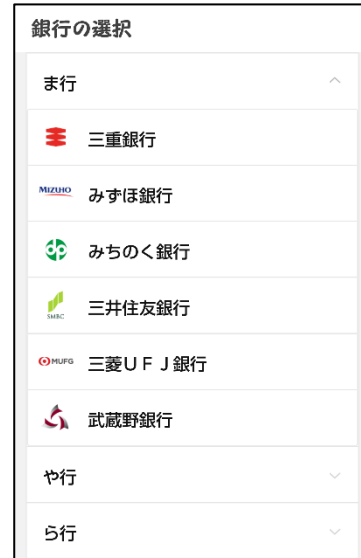 銀行の選択
ま行
三重銀行
MIZUHO みずほ銀行
みちのく銀行
SMBC 三井住友銀行
MUFG 三菱UFJ銀行
武蔵野銀行
や行
ら行